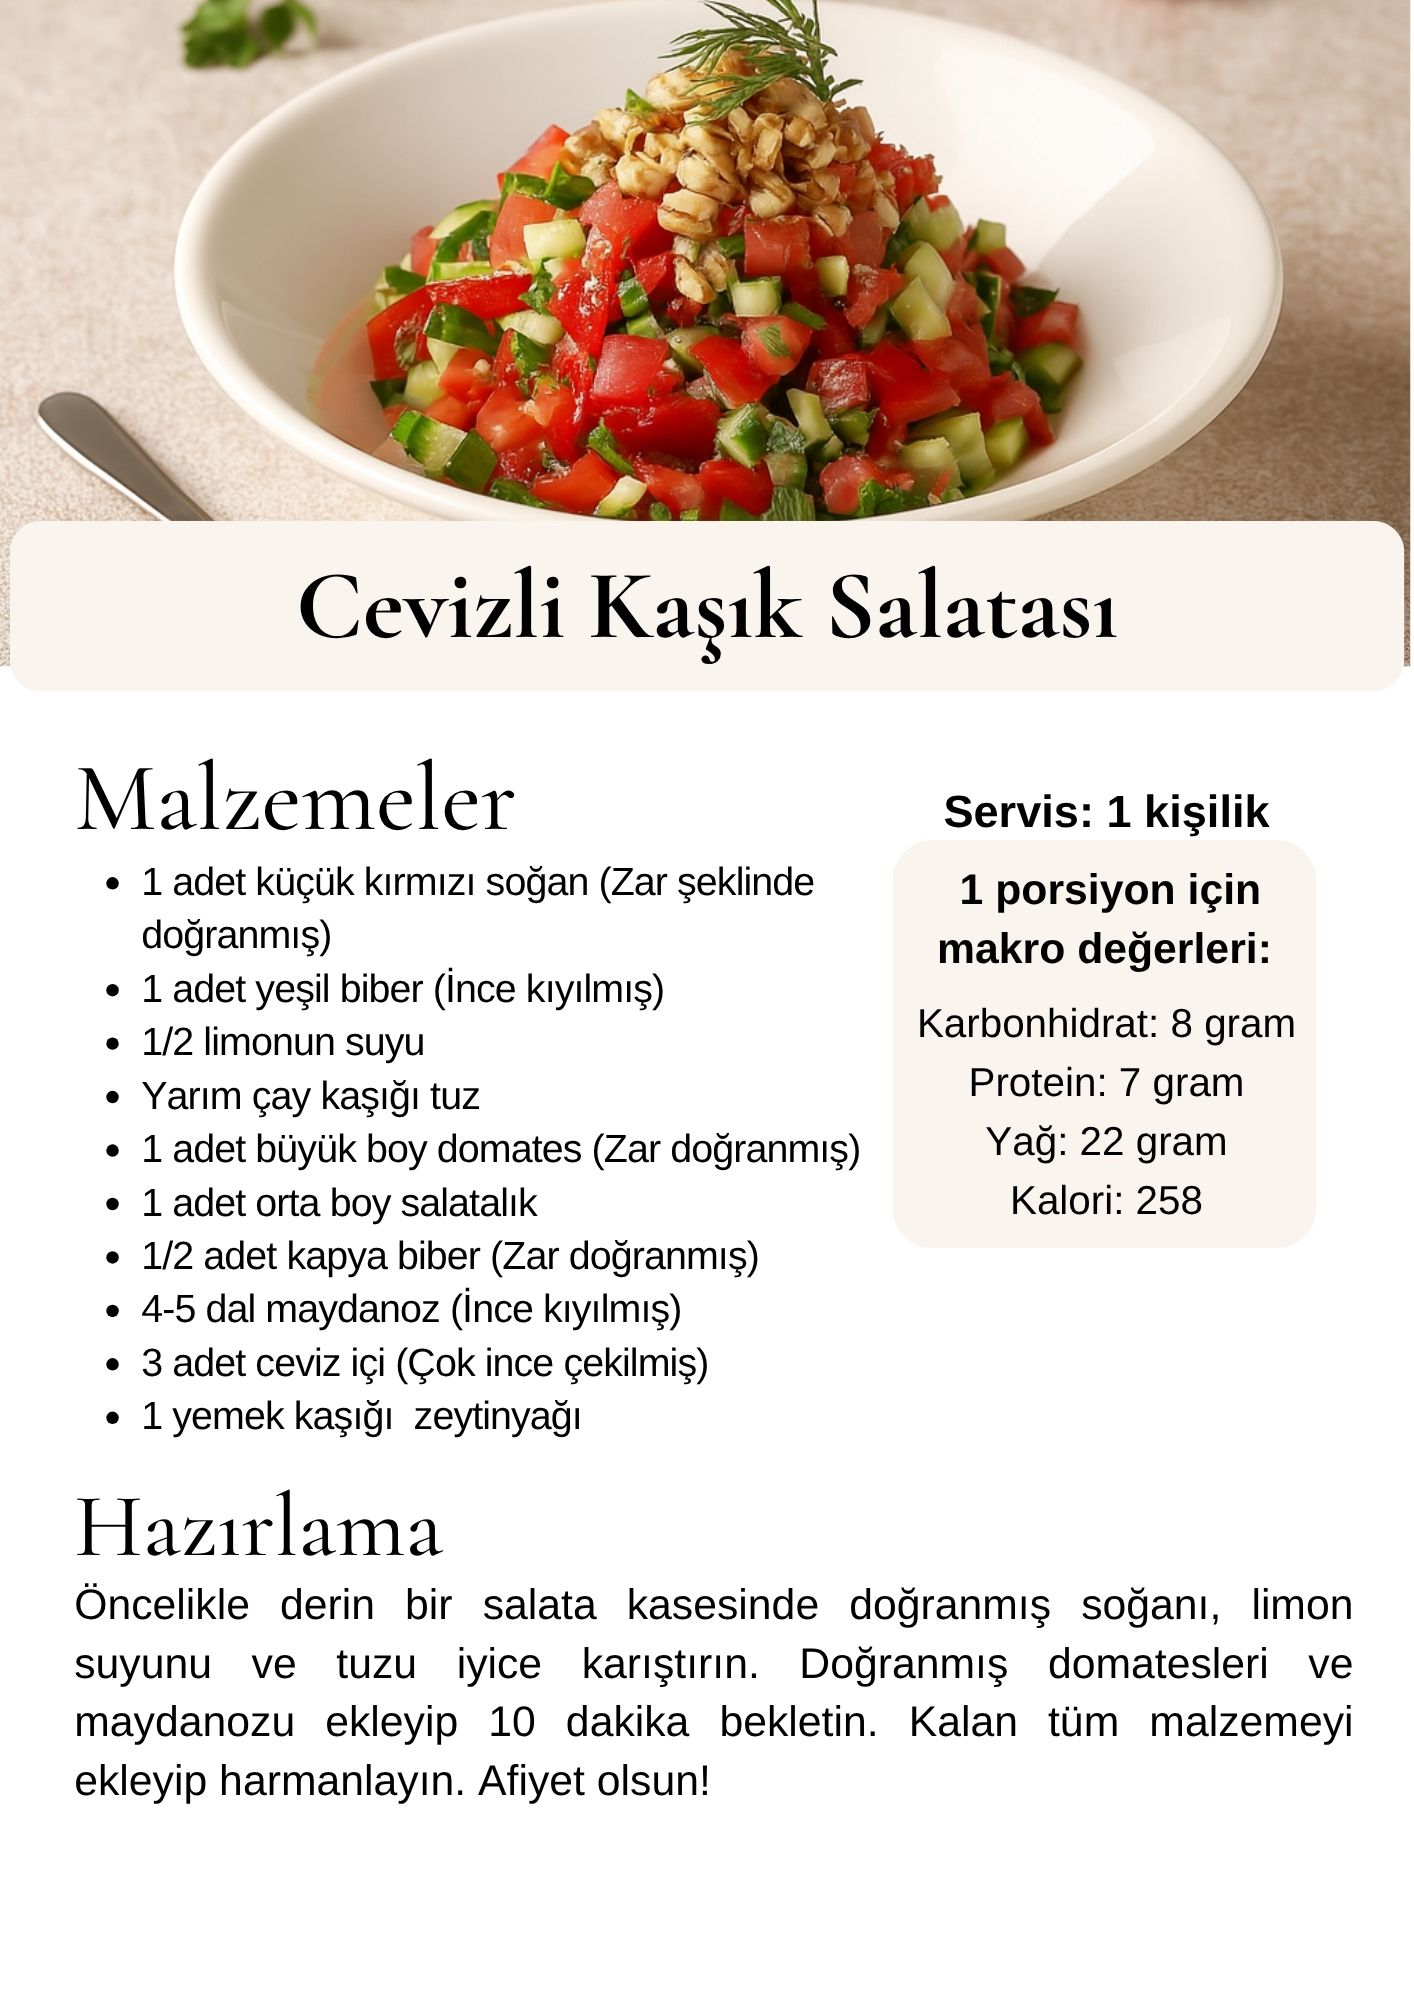 Cevizli Kaşık Salatası
Malzemeler
1 adet küçük kırmızı soğan (Zar şeklinde
doğranmış)
1 adet yeşil biber (İnce kıyılmış)
1/2 limonun suyu
Yarım çay kaşığı tuz
1 adet büyük boy domates (Zar doğranmış)
1 adet orta boy salatalık
1/2 adet kapya biber (Zar doğranmış)
4-5 dal maydanoz (İnce kıyılmış)
3 adet ceviz içi (Çok ince çekilmiş)
1 yemek kaşığı  zeytinyağı
Servis: 1 kişilik
1 porsiyon için
makro değerleri:
Karbonhidrat: 8 gram
Protein: 7 gram
Yağ: 22 gram
Kalori: 258
Hazırlama
Öncelikle derin bir salata kasesinde doğranmış soğanı, limon
suyunu ve tuzu iyice karıştırın. Doğranmış domatesleri ve
maydanozu ekleyip 10 dakika bekletin. Kalan tüm malzemeyi
ekleyip harmanlayın. Afiyet olsun!